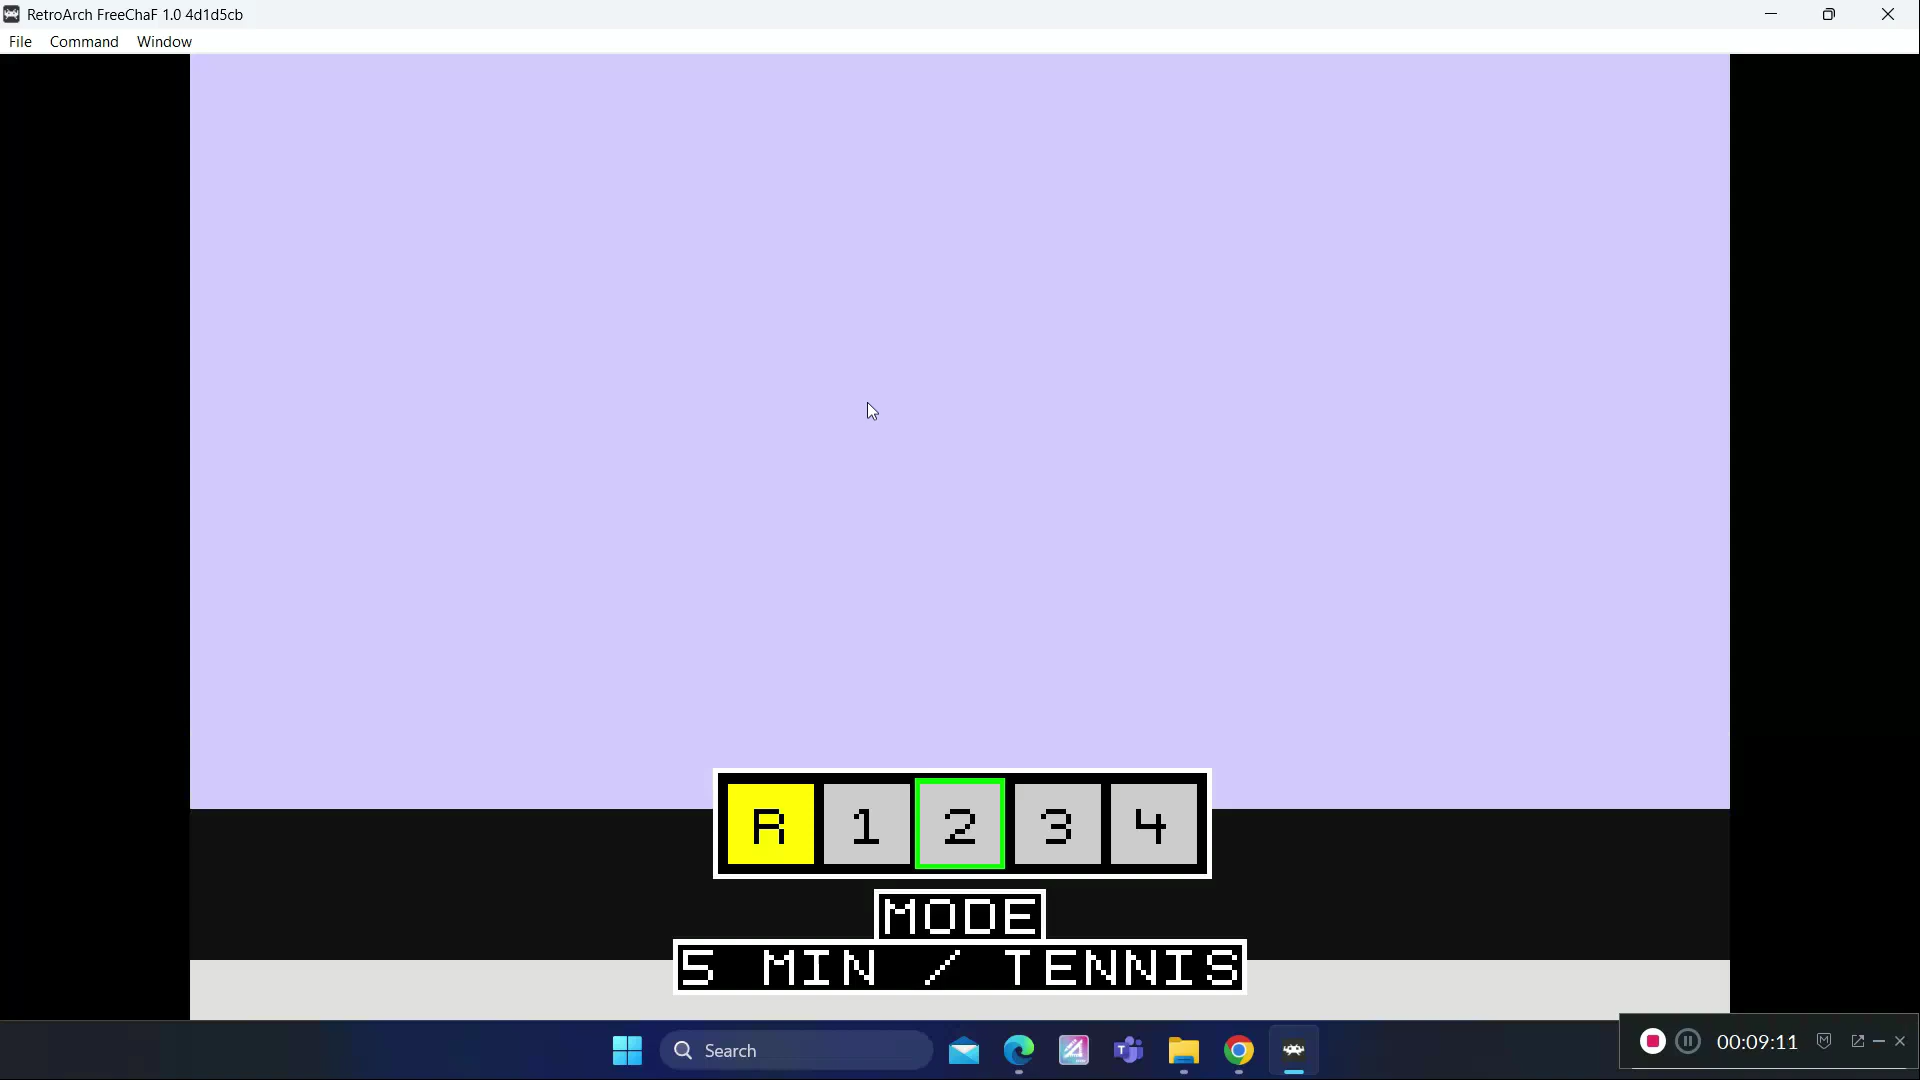 RetroArch FreeChaF 1.0 4d1d5cb
File Command Window
R 1 2 3 4
MODE
5 MIN / TENNIS
Search
00:09:11